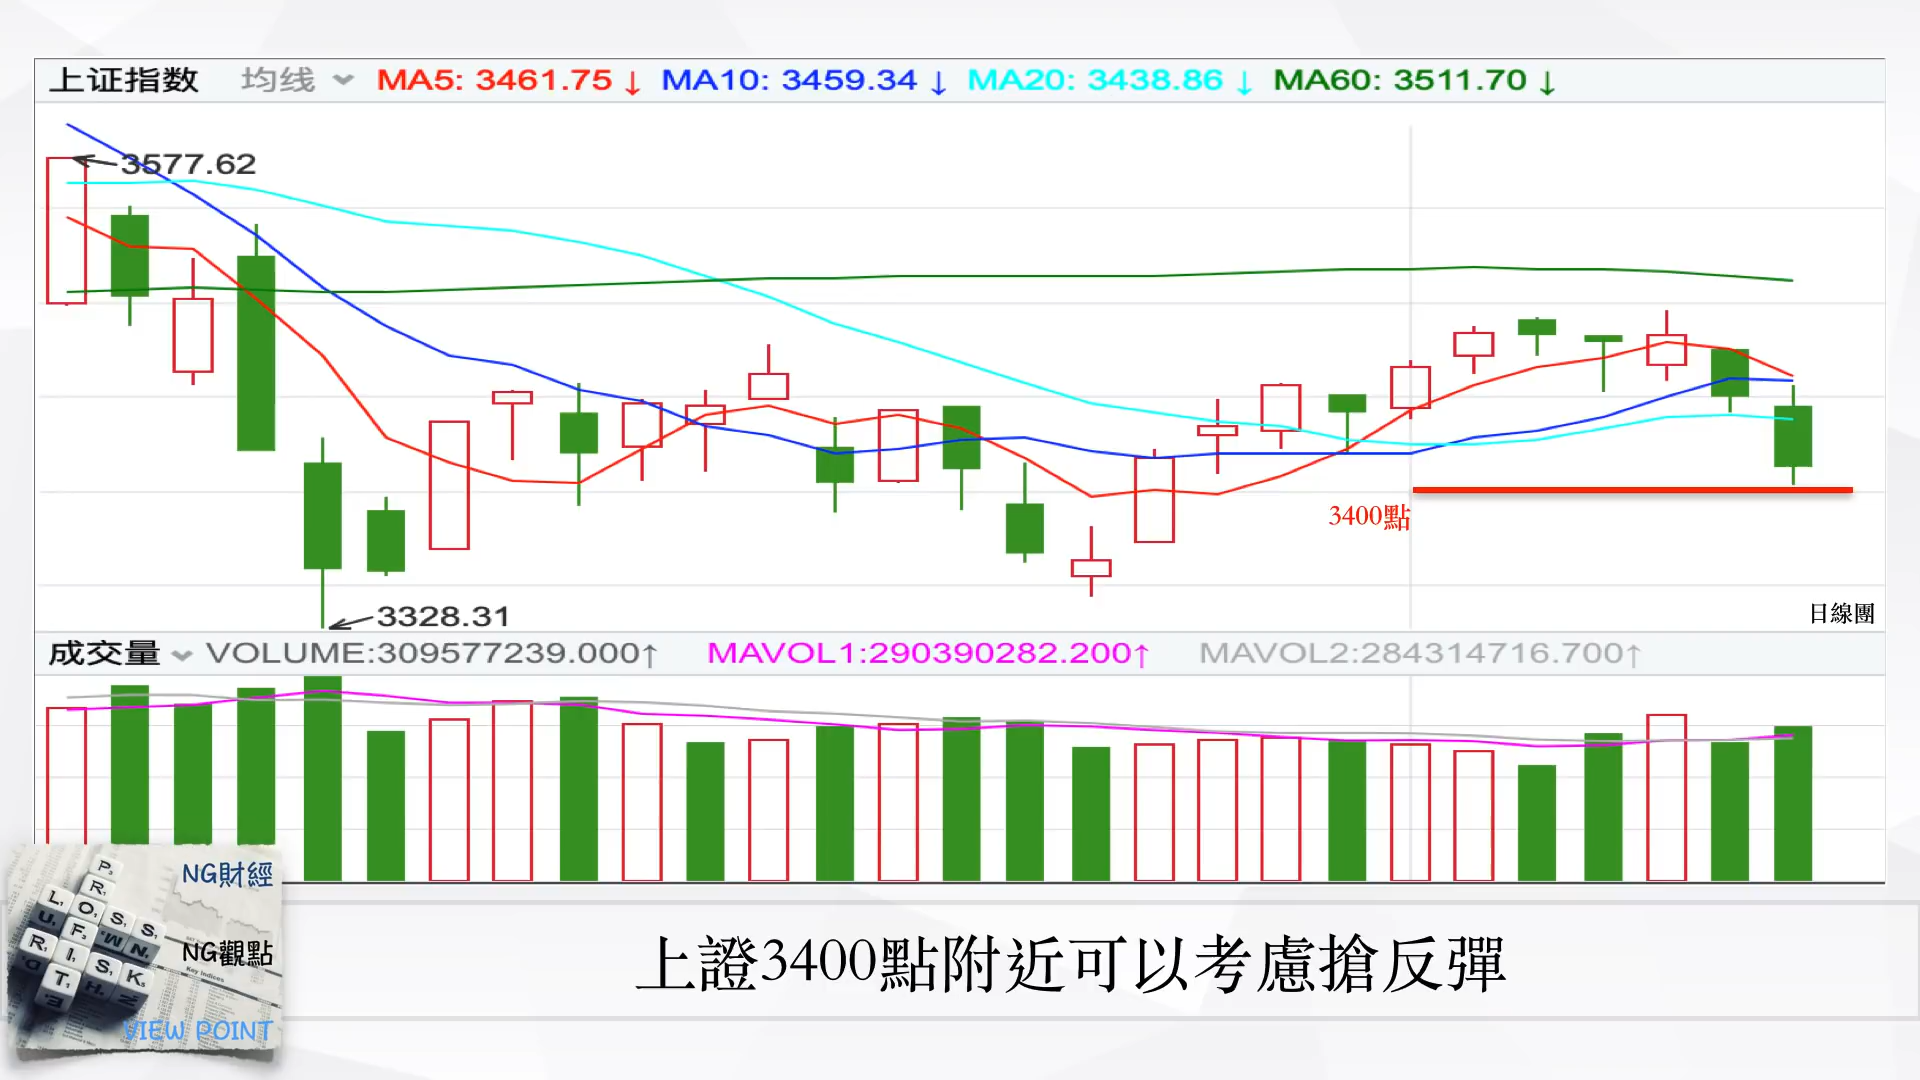 上证指数 均线 MA5: 3461.75 ↓ MA10: 3459.34 ↓ MA20: 3438.86 ↓ MA60: 3511.70 ↓
3577.62
3400點
3328.31
日線圖
成交量 VOLUME:309577239.000↑ MAVOL1:290390282.200↑ MAVOL2:284314716.700↑
NG財經
NG觀點
Key Indices
VIEW POINT
上證3400點附近可以考慮搶反彈